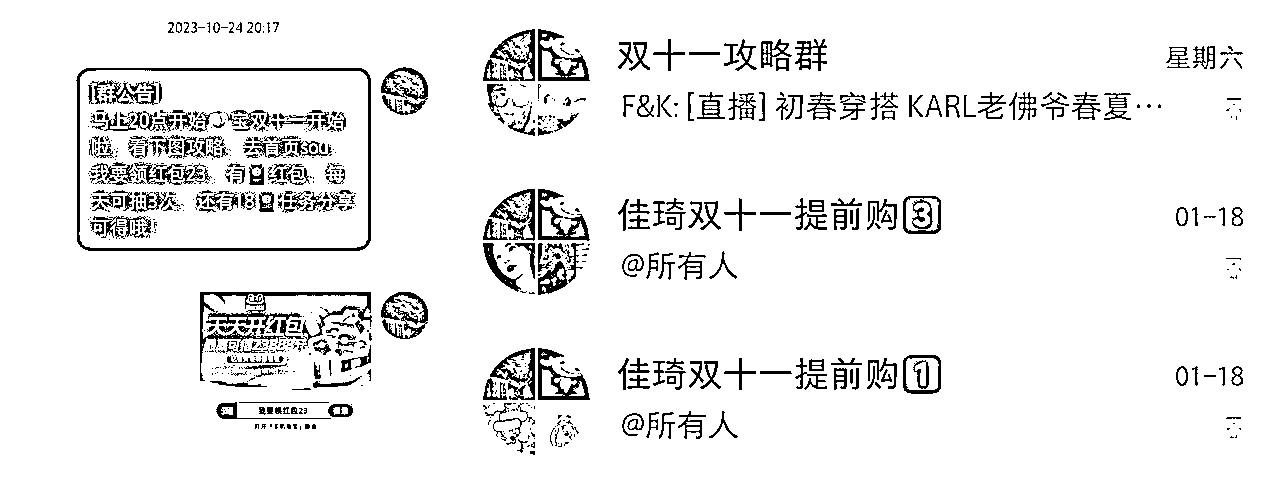 2023-10-24 20:17
[群公告]
马上20点开始 宝双十一开始
啦，看下图攻略，去首页sou
我要领红包23，有 红包，每
天可抽3次，还有18 任务分享
可得哦！
天天开红包
我要领红包23
双十一攻略群
星期六
F&K: [直播] 初春穿搭 KARL老佛爷春夏…
佳琦双十一提前购3
01-18
@所有人
佳琦双十一提前购1
01-18
@所有人